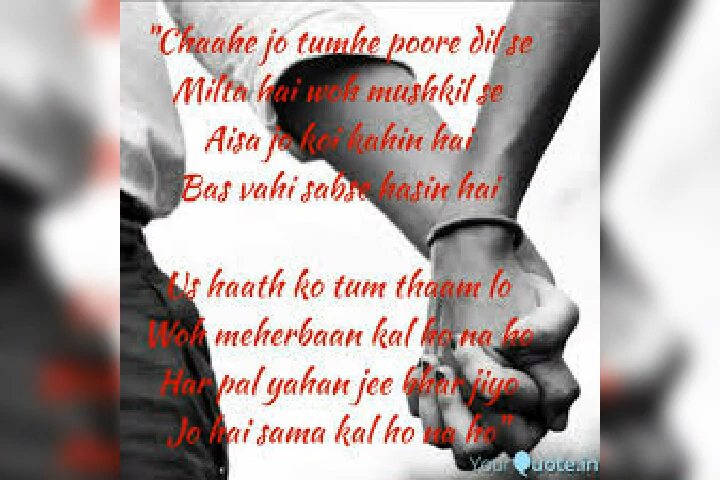 "Chaahe jo tumhe poore dil se
Milta hai woh mushkil se
Aisa jo koi kahin hai
Bas vahi sabse hasin hai
Us haath ko tum thaam lo
Woh meherbaan kal ho na ho
Har pal yahan jee bhar jiyo
Jo hai sama kal ho na ho"
YourQuote.in